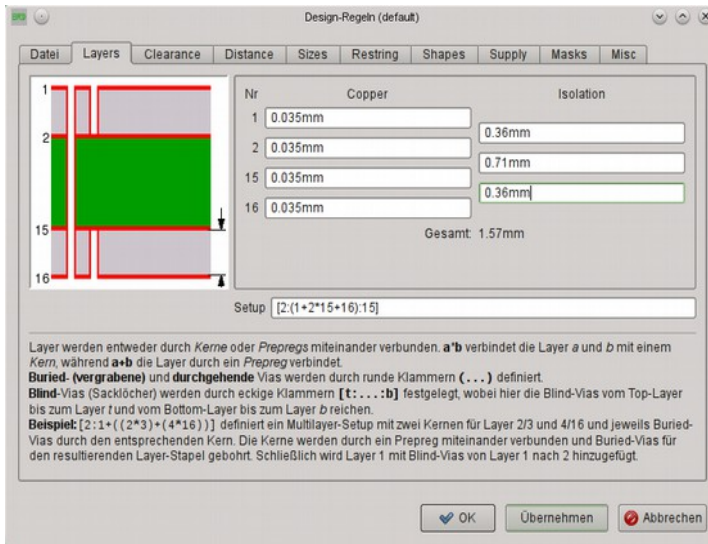 Design-Regeln (default)
Datei Layers Clearance Distance Sizes Restring Shapes Supply Masks Misc
Nr Copper Isolation
1 0.035mm
0.36mm
2 0.035mm
0.71mm
15 0.035mm
0.36mm
16 0.035mm
Gesamt: 1.57mm
1
2
15
16
Setup [2:(1+2*15+16):15]
Layer werden entweder durch Kerne oder Prepregs miteinander verbunden. a*b verbindet die Layer a und b mit einem
Kern, während a+b die Layer durch ein Prepreg verbindet.
Buried- (vergrabene) und durchgehende Vias werden durch runde Klammern (...) definiert.
Blind-Vias (Sacklöcher) werden durch eckige Klammern [t:...:b] festgelegt, wobei hier die Blind-Vias vom Top-Layer
bis zum Layer t und vom Bottom-Layer bis zum Layer b reichen.
Beispiel: [2:1+((2*3)+(4*16))] definiert ein Multilayer-Setup mit zwei Kernen für Layer 2/3 und 4/16 und jeweils Buried-
Vias durch den entsprechenden Kern. Die Kerne werden durch ein Prepreg miteinander verbunden und Buried-Vias für
den resultierenden Layer-Stapel gebohrt. Schließlich wird Layer 1 mit Blind-Vias von Layer 1 nach 2 hinzugefügt.
OK Übernehmen Abbrechen